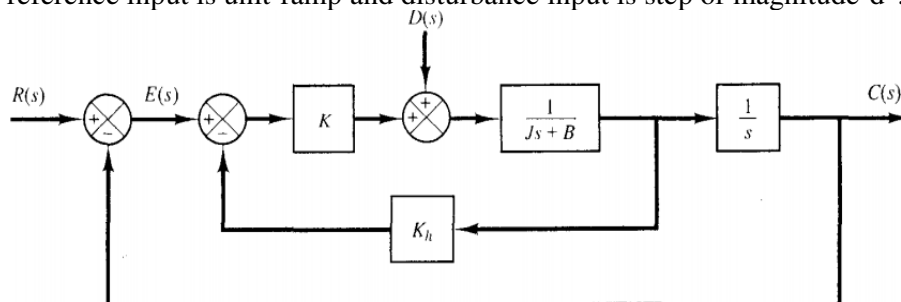 reference input is unit ramp and disturbance input is step of magnitude d
D(s)
R(s) E(s) C(s)
+ - + - K + + 1 / Js + B 1 / s
K_h